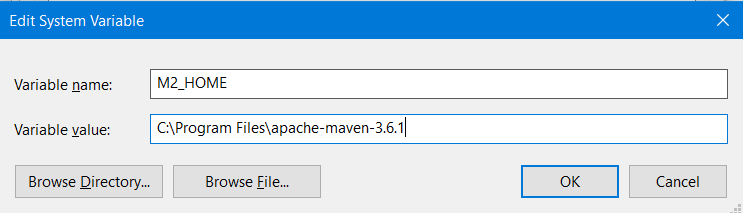 Edit System Variable
Variable name: M2_HOME
Variable value: C:\Program Files\apache-maven-3.6.1
Browse Directory... Browse File... OK Cancel